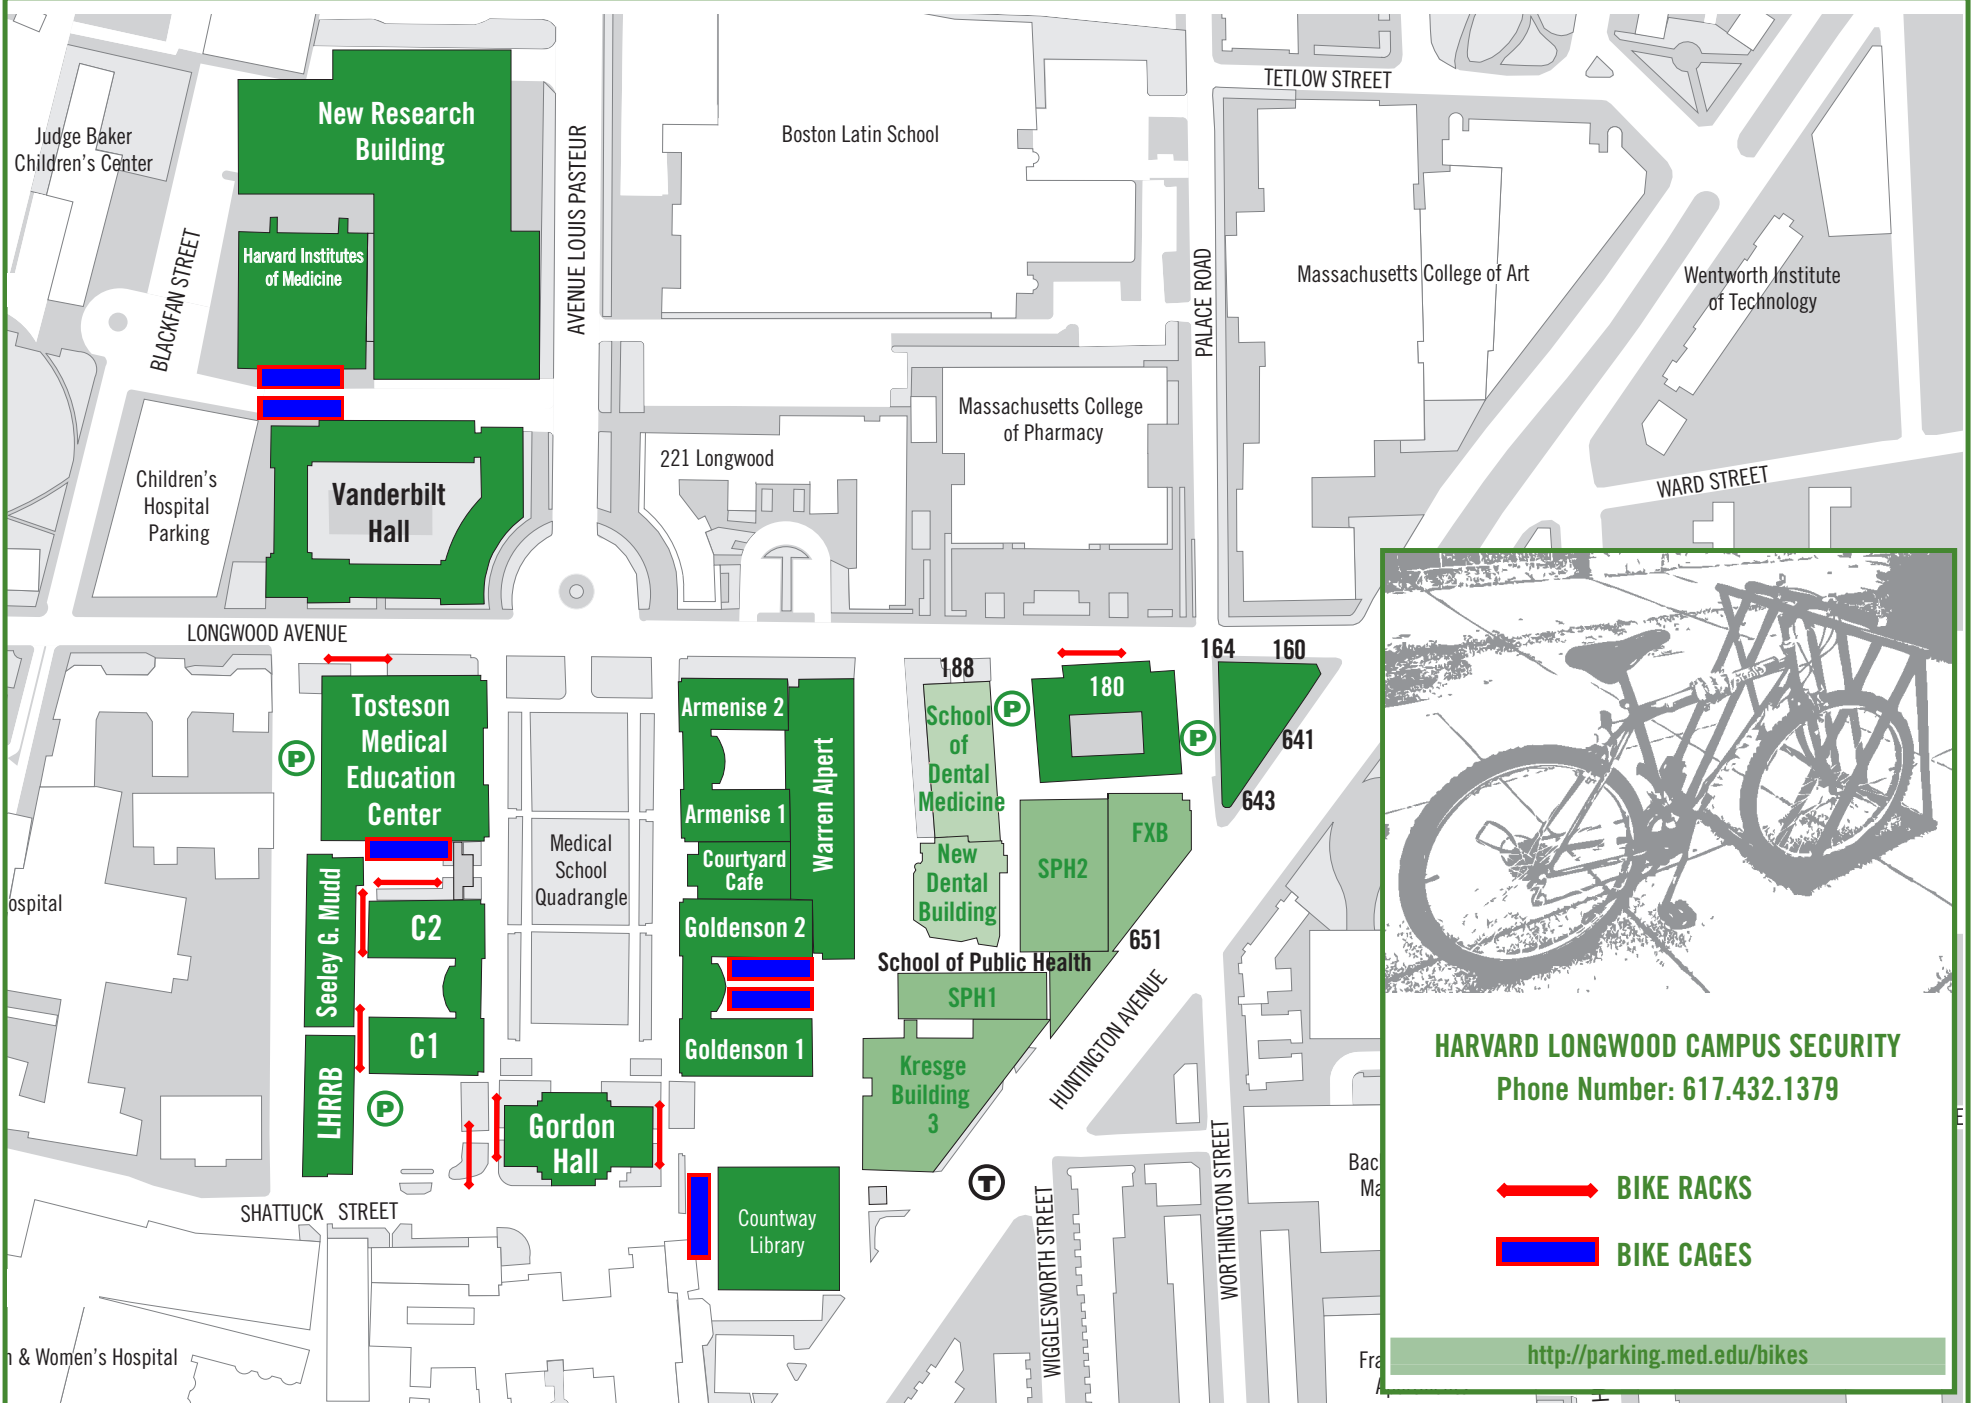 TETLOW STREET
New Research
Building
Judge Baker
Children's Center
Boston Latin School
AVENUE LOUIS PASTEUR
BLACKFAN STREET
Harvard Institutes
of Medicine
PALACE ROAD
Massachusetts College of Art
Wentworth Institute
of Technology
Massachusetts College
of Pharmacy
221 Longwood
Children's
Hospital
Parking
Vanderbilt
Hall
WARD STREET
LONGWOOD AVENUE
188
164
160
180
641
643
Tosteson
Medical
Education
Center
P
Armenise 2
Armenise 1
Warren Alpert
Courtyard
Cafe
School
of
Dental
Medicine
P
P
New
Dental
Building
SPH2
FXB
Medical
School
Quadrangle
ospital
Seeley G. Mudd
C2
C1
Goldenson 2
Goldenson 1
651
School of Public Health
SPH1
Kresge
Building
3
HUNTINGTON AVENUE
LHRRB
P
Gordon
Hall
T
SHATTUCK STREET
Countway
Library
WIGGLESWORTH STREET
WORTHINGTON STREET
Bac
Ma
Fra
& Women's Hospital
HARVARD LONGWOOD CAMPUS SECURITY
Phone Number: 617.432.1379
BIKE RACKS
BIKE CAGES
http://parking.med.edu/bikes